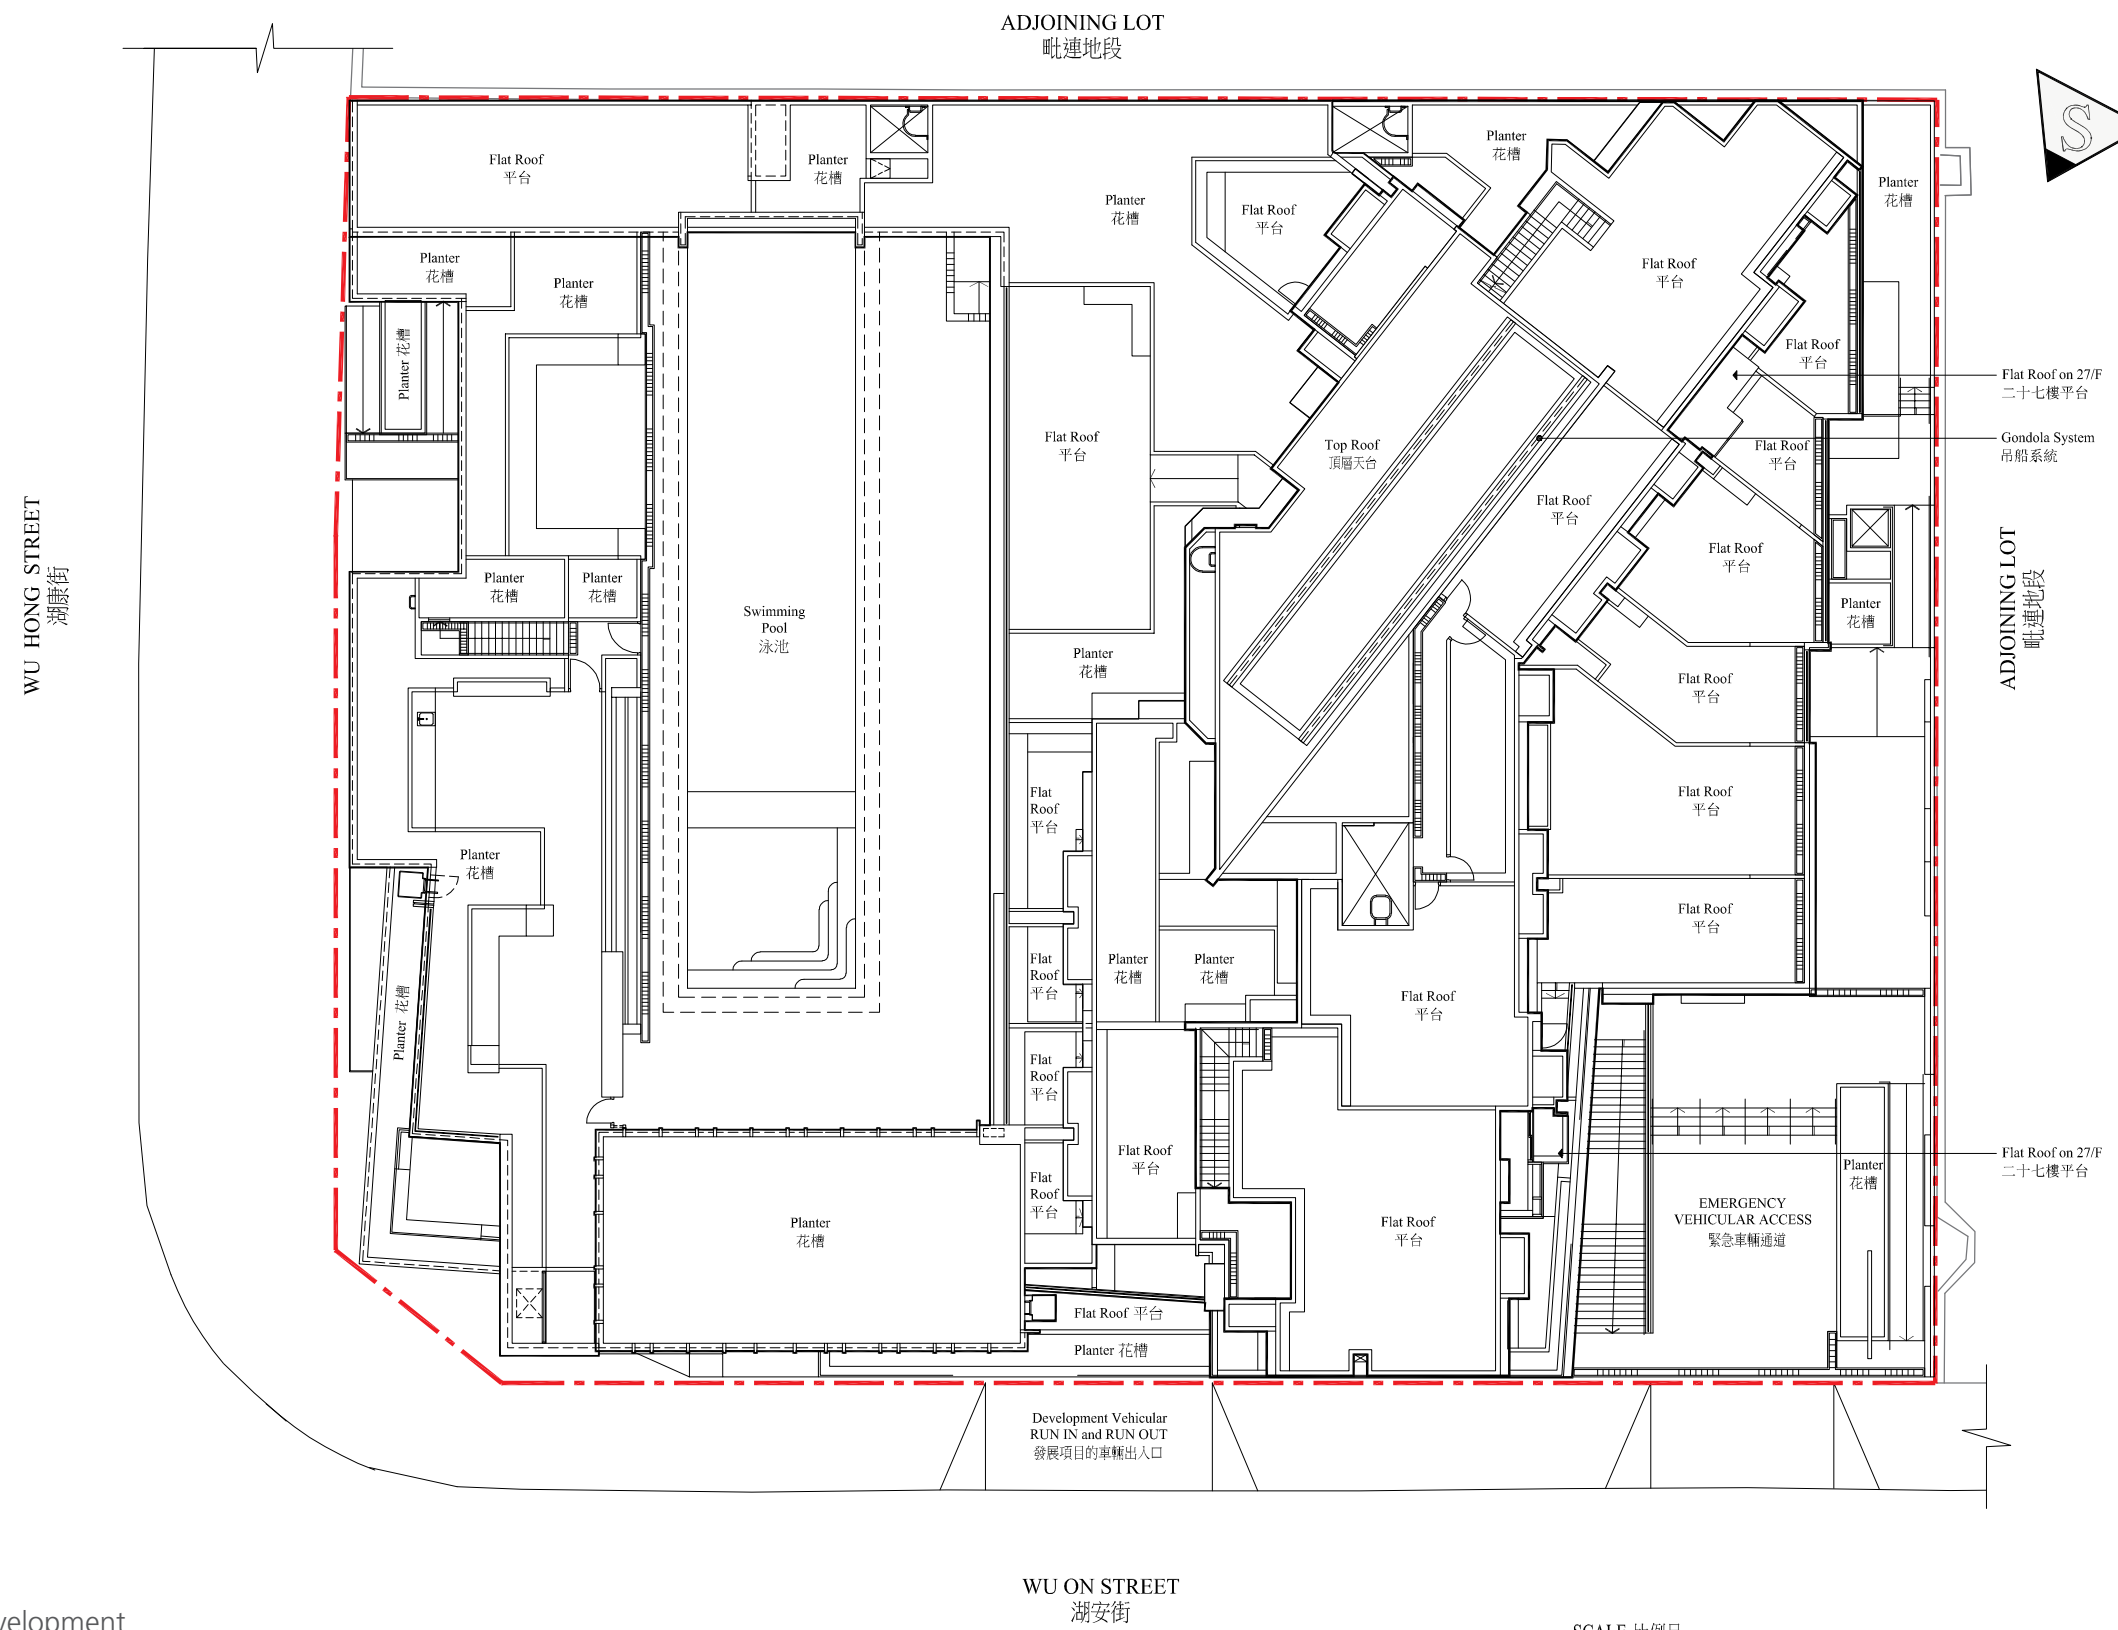 ADJOINING LOT
毗連地段
S
Flat Roof
平台
Planter
花槽
Planter
花槽
Planter
花槽
Planter
花槽
Flat Roof
平台
Planter
花槽
Planter
花槽
Flat Roof
平台
Planter 花槽
Flat Roof
平台
Flat Roof on 27/F
二十七樓平台
Flat Roof
平台
Top Roof
頂層天台
Flat Roof
平台
Gondola System
吊船系統
Flat Roof
平台
WU HONG STREET
湖康街
Flat Roof
平台
ADJOINING LOT
毗連地段
Planter
花槽
Planter
花槽
Swimming
Pool
泳池
Planter
花槽
Planter
花槽
Flat Roof
平台
Flat
Roof
平台
Flat Roof
平台
Planter
花槽
Flat Roof
平台
Planter 花槽
Flat
Roof
平台
Planter
花槽
Planter
花槽
Flat Roof
平台
Flat
Roof
平台
Flat Roof
平台
Flat
Roof
平台
Flat Roof on 27/F
二十七樓平台
Planter
花槽
EMERGENCY
VEHICULAR ACCESS
緊急車輛通道
Planter
花槽
Flat Roof
平台
Flat Roof 平台
Planter 花槽
Development Vehicular
RUN IN and RUN OUT
發展項目的車輛出入口
WU ON STREET
湖安街
velopment
SCALE 比例尺